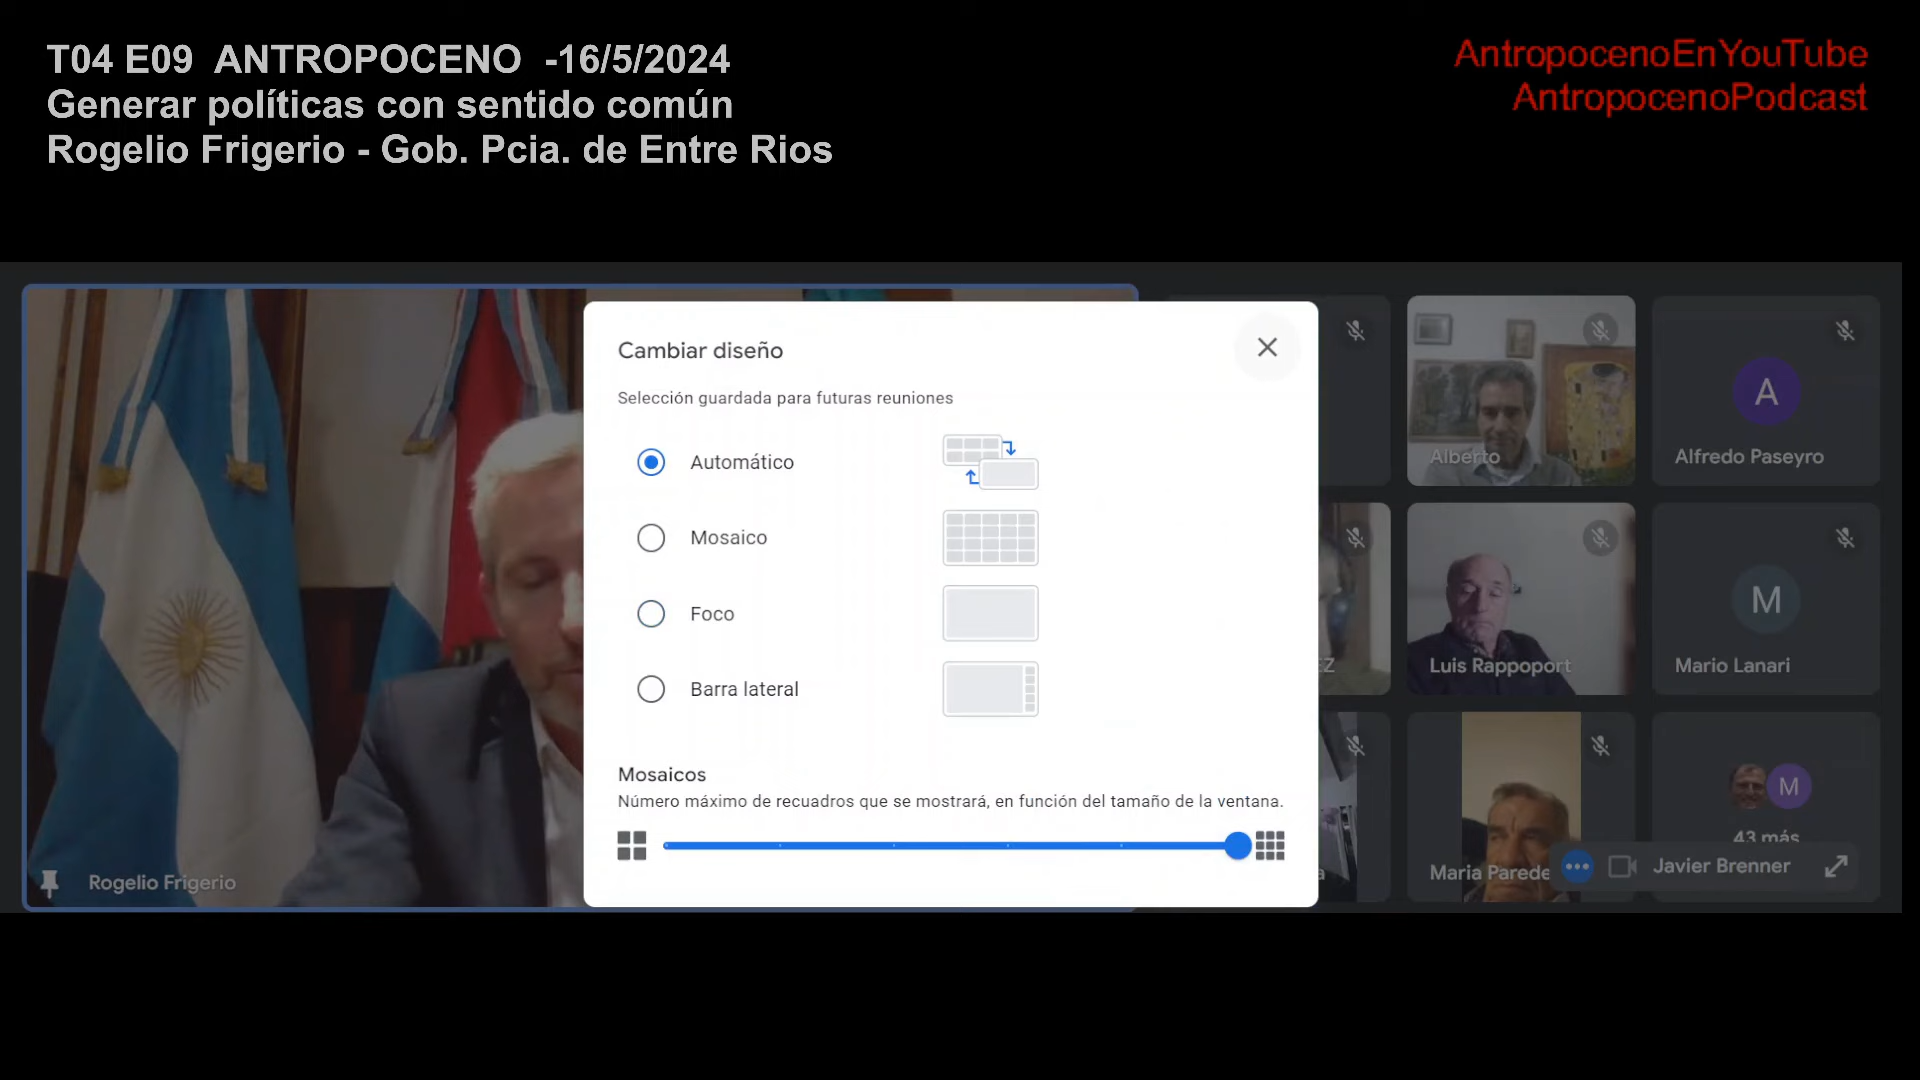 T04 E09 ANTROPOCENO -16/5/2024
Generar políticas con sentido común
Rogelio Frigerio - Gob. Pcia. de Entre Rios
AntropocenoEnYouTube
AntropocenoPodcast
Cambiar diseño
Selección guardada para futuras reuniones
Automático
Mosaico
Foco
Barra lateral
Mosaicos
Número máximo de recuadros que se mostrará, en función del tamaño de la ventana.
Rogelio Frigerio
Alberto
A
Alfredo Paseyro
EZ
Luis Rappoport
M
Mario Lanari
a
Maria Parede
M
43 más
Javier Brenner